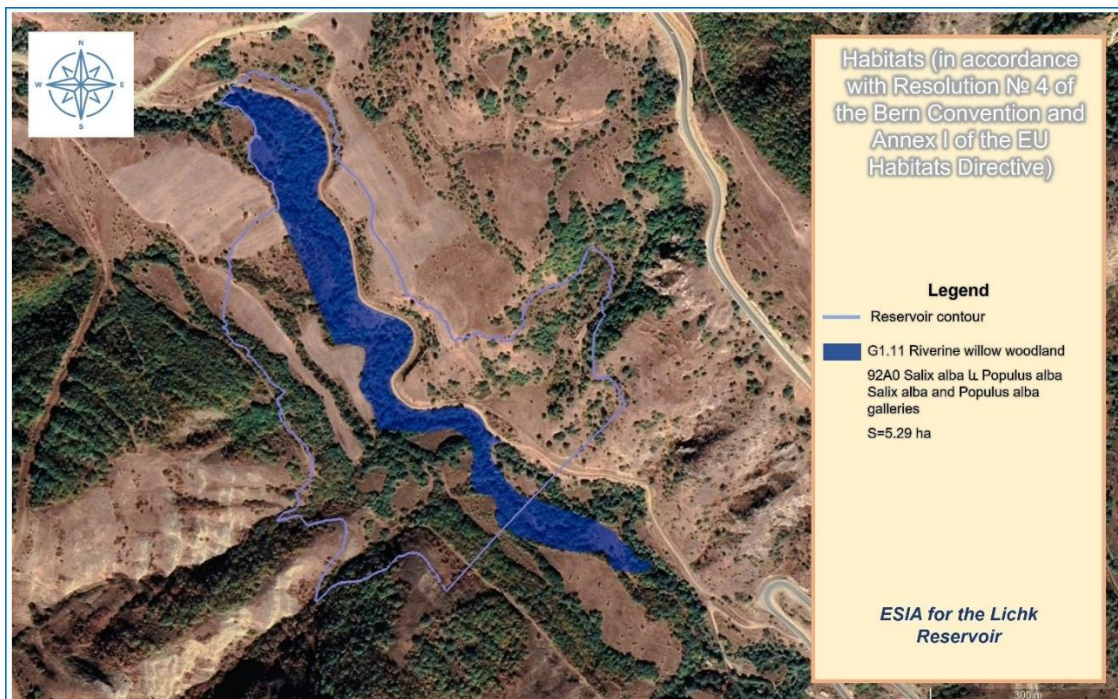 N
W E
S
Habitats (in accordance
with Resolution № 4 of
the Bern Convention and
Annex I of the EU
Habitats Directive)
Legend
Reservoir contour
G1.11 Riverine willow woodland
92A0 Salix alba և Populus alba
Salix alba and Populus alba
galleries
S=5.29 ha
ESIA for the Lichk
Reservoir
300 m